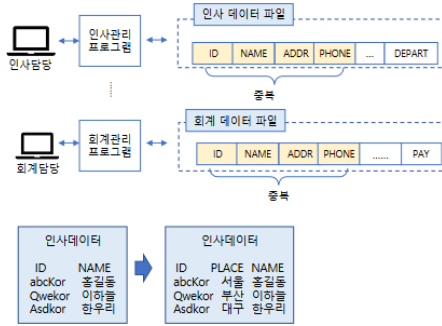 인사 데이터 파일
인사관리
프로그램
인사담당
ID NAME ADDR PHONE ... DEPART
중복
회계 데이터 파일
회계관리
프로그램
회계담당
ID NAME ADDR PHONE ...... PAY
중복
인사데이터
ID NAME
abcKor 홍길동
Qwekor 이하늘
Asdkor 한우리
인사데이터
ID PLACE NAME
abcKor 서울 홍길동
Qwekor 부산 이하늘
Asdkor 대구 한우리